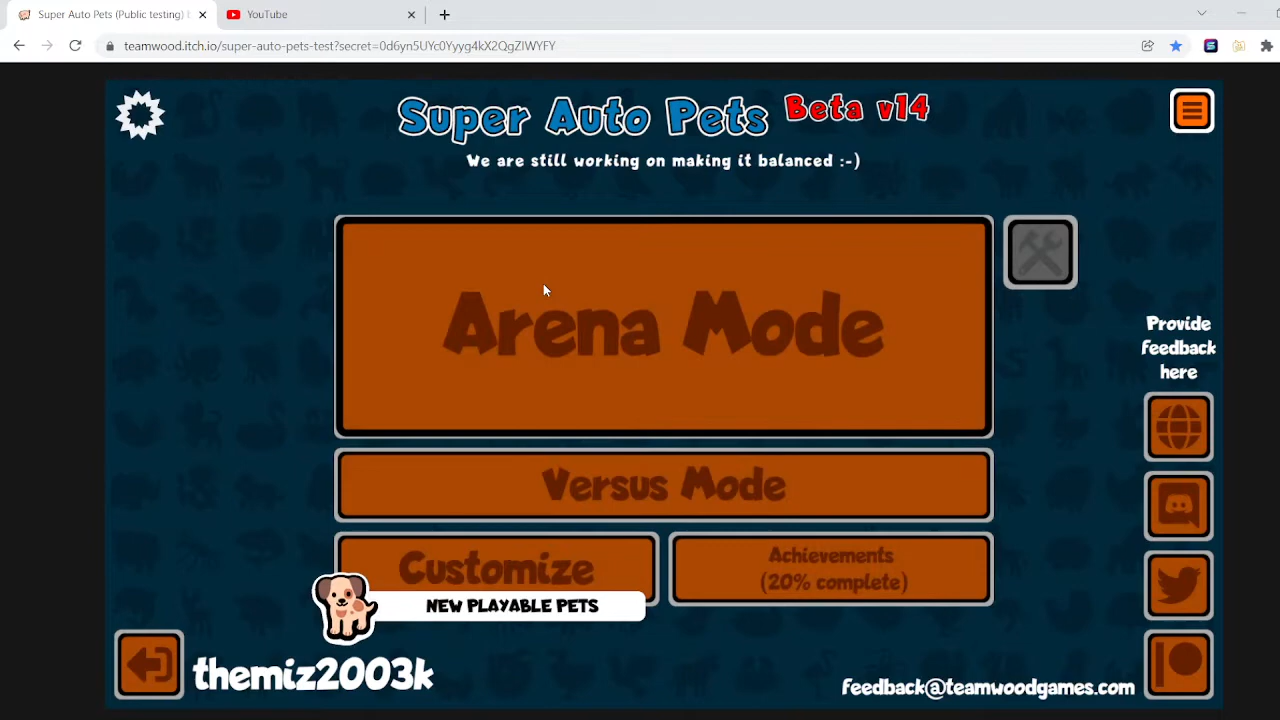 Super Auto Pets (Public testing) b
YouTube
teamwood.itch.io/super-auto-pets-test?secret=0d6yn5UYc0Yyyg4kX2QgZIWYFY
Super Auto Pets Beta v14
We are still working on making it balanced :-)
Arena Mode
Provide
feedback
here
Versus Mode
Customize
Achievements
(20% complete)
NEW PLAYABLE PETS
themiz2003k
feedback@teamwoodgames.com